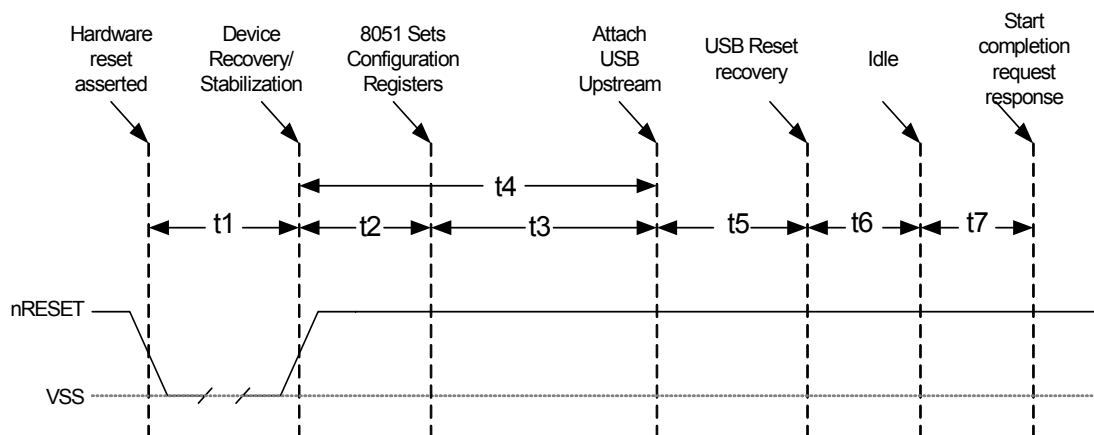 Hardware
reset
asserted
Device
Recovery/
Stabilization
8051 Sets
Configuration
Registers
Attach
USB
Upstream
USB Reset
recovery
Idle
Start
completion
request
response
t4
t1
t2
t3
t5
t6
t7
nRESET
VSS